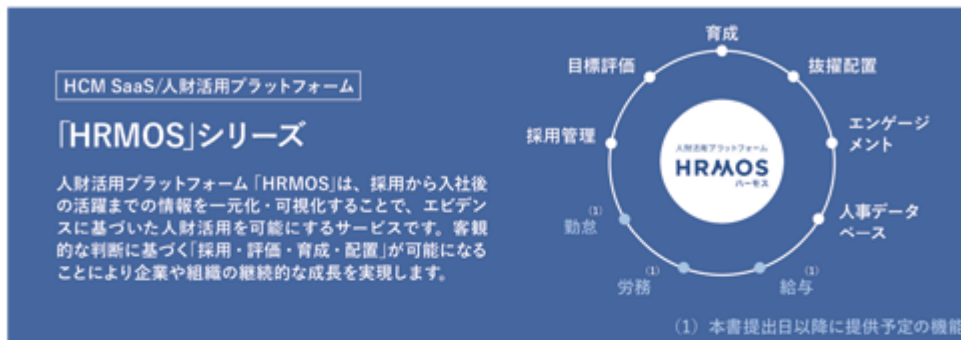 HCM SaaS/人財活用プラットフォーム
「HRMOS」シリーズ
人財活用プラットフォーム「HRMOS」は、採用から入社後
の活躍までの情報を一元化・可視化することで、エビデン
スに基づいた人財活用を可能にするサービスです。客観
的な判断に基づく「採用・評価・育成・配置」が可能になる
ことにより企業や組織の継続的な成長を実現します。
育成
目標評価
抜擢配置
採用管理
エンゲージ
メント
人財活用プラットフォーム
HRMOS
ハーモス
勤怠(1)
人事データ
ベース
労務(1)
給与(1)
(1) 本書提出日以降に提供予定の機能